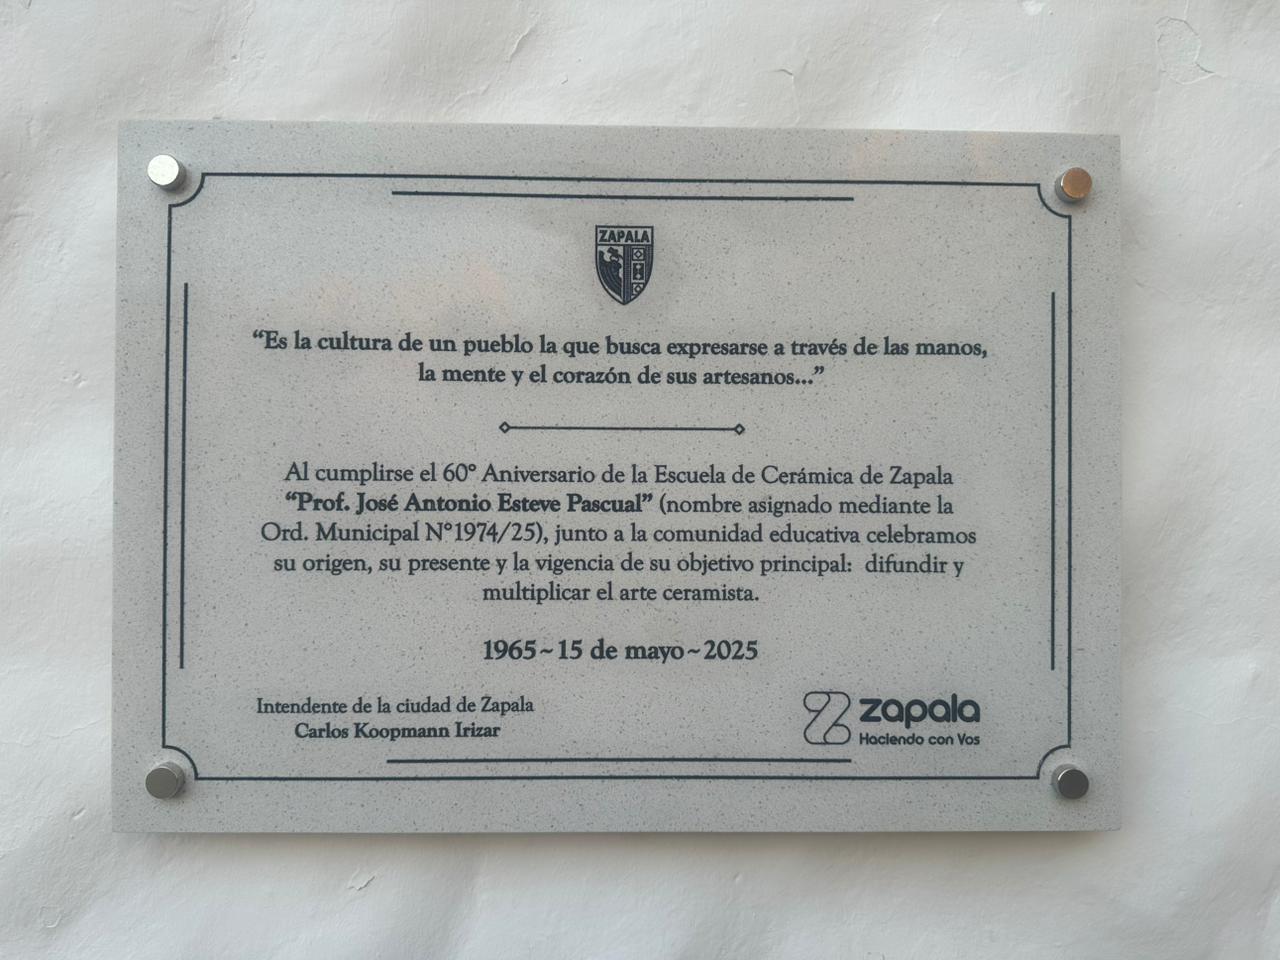 ZAPALA
“Es la cultura de un pueblo la que busca expresarse a través de las manos,
la mente y el corazón de sus artesanos...”
Al cumplirse el 60° Aniversario de la Escuela de Cerámica de Zapala
“Prof. José Antonio Esteve Pascual” (nombre asignado mediante la
Ord. Municipal N°1974/25), junto a la comunidad educativa celebramos
su origen, su presente y la vigencia de su objetivo principal:  difundir y
multiplicar el arte ceramista.
1965~15 de mayo~2025
Intendente de la ciudad de Zapala
Carlos Koopmann Irizar
zapala
Haciendo con Vos